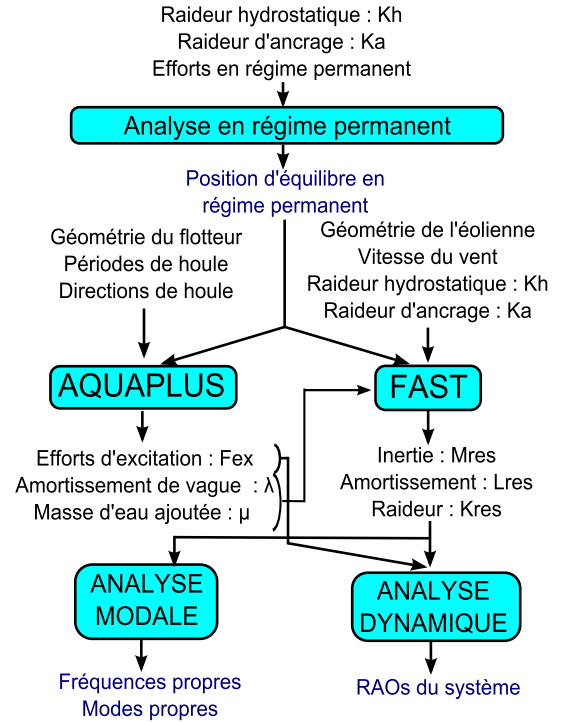 Raideur hydrostatique : Kh
Raideur d'ancrage : Ka
Efforts en régime permanent
Analyse en régime permanent
Position d'équilibre en
régime permanent
Géométrie du flotteur
Périodes de houle
Directions de houle
Géométrie de l'éolienne
Vitesse du vent
Raideur hydrostatique : Kh
Raideur d'ancrage : Ka
AQUAPLUS
FAST
Efforts d'excitation : Fex
Amortissement de vague : λ
Masse d'eau ajoutée : µ
Inertie : Mres
Amortissement : Lres
Raideur : Kres
ANALYSE
MODALE
ANALYSE
DYNAMIQUE
Fréquences propres
Modes propres
RAOs du système